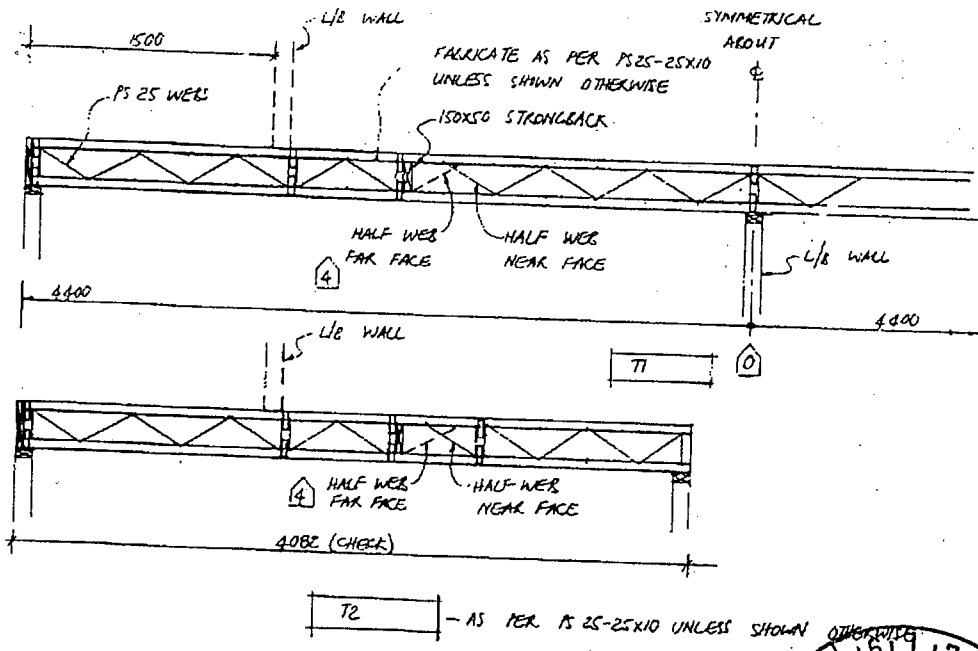 L/B WALL
SYMMETRICAL
ABOUT
1500
FABRICATE AS PER PS25-25X10
UNLESS SHOWN OTHERWISE
PS 25 WEBS
150X50 STRONGBACK
HALF WEB
FAR FACE
HALF WEB
NEAR FACE
4
L/B WALL
4400
4400
T1
0
L/B WALL
4 HALF WEB
FAR FACE
HALF WEB
NEAR FACE
4082 (CHECK)
T2
- AS PER PS 25-25X10 UNLESS SHOWN OTHERWISE